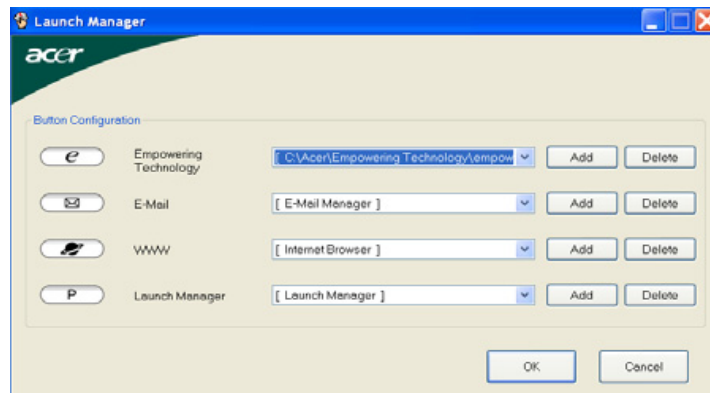 Launch Manager
acer
Button Configuration
e Empowering Technology [ C:\Acer\Empowering Technology\empow Add Delete
E-Mail [ E-Mail Manager ] Add Delete
WWW [ Internet Browser ] Add Delete
P Launch Manager [ Launch Manager ] Add Delete
OK Cancel